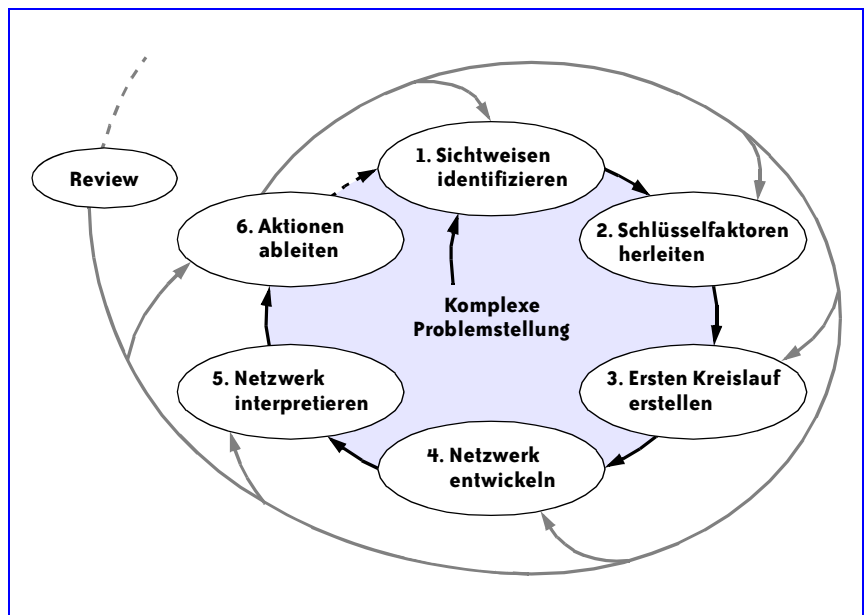 Review
1. Sichtweisen
identifizieren
2. Schlüsselfaktoren
herleiten
3. Ersten Kreislauf
erstellen
4. Netzwerk
entwickeln
5. Netzwerk
interpretieren
6. Aktionen
ableiten
Komplexe
Problemstellung